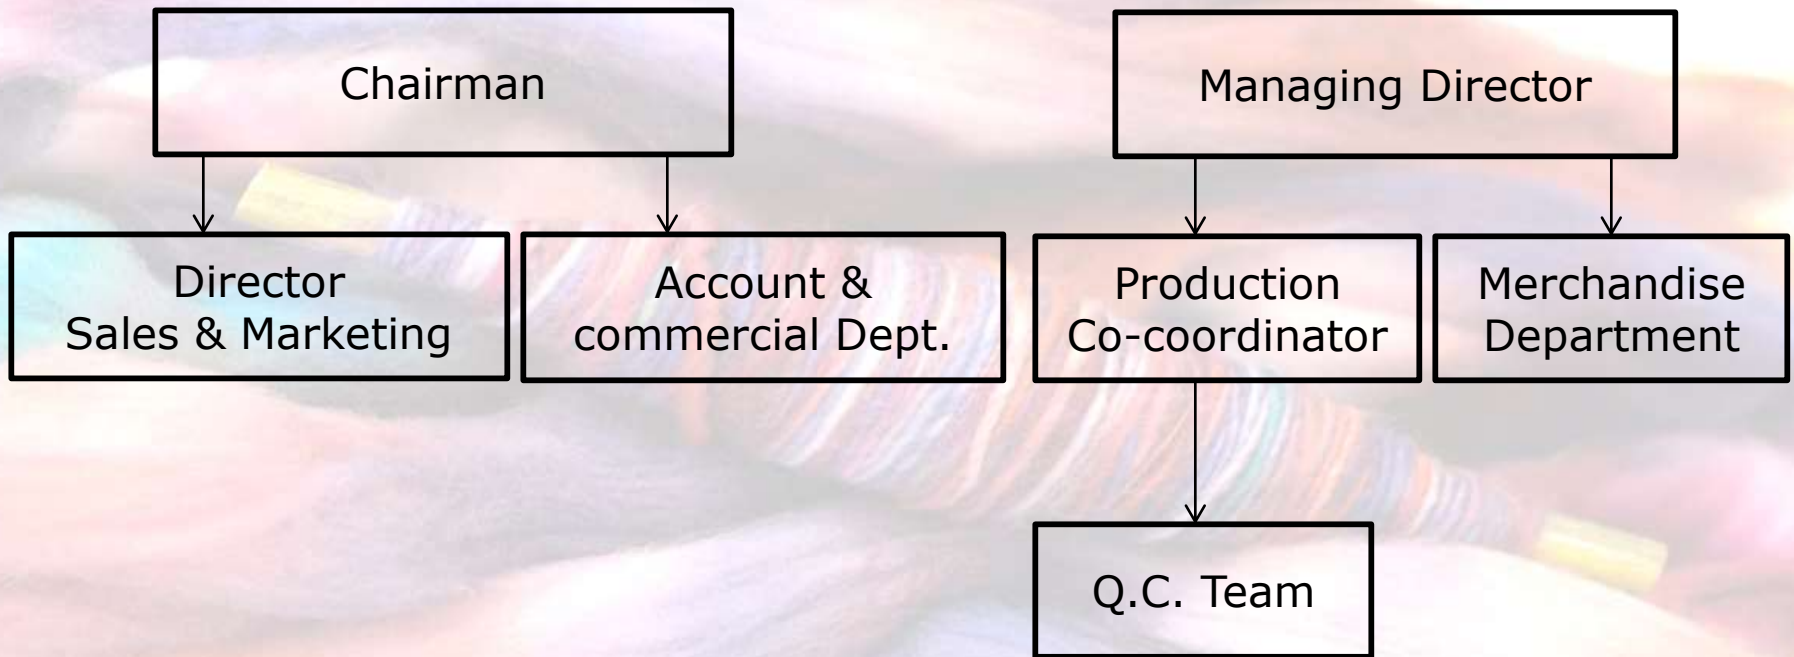 Chairman
Managing Director
Director
Sales & Marketing
Account &
commercial Dept.
Production
Co-coordinator
Merchandise
Department
Q.C. Team